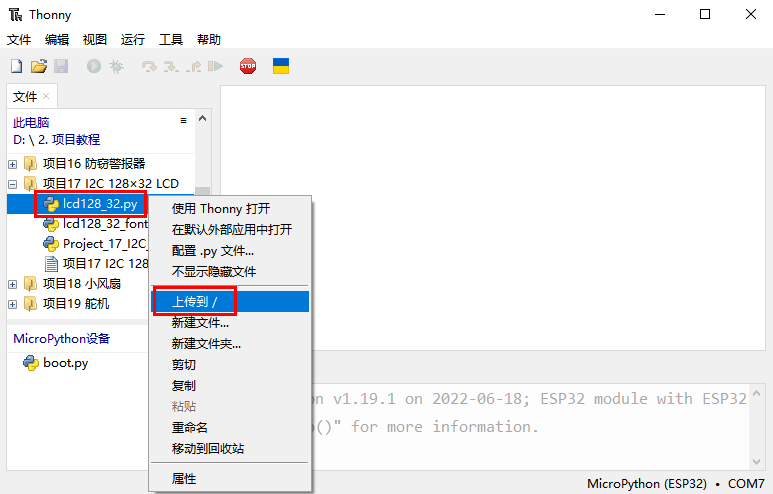 Thonny
文件 编辑 视图 运行 工具 帮助
STOP
文件 ×
此电脑
D: \ 2. 项目教程
项目16 防窃警报器
项目17 I2C 128×32 LCD
lcd128_32.py
lcd128_32_font
Project_17_I2C_
项目17 I2C 128
项目18 小风扇
项目19 舵机
MicroPython设备
boot.py
使用 Thonny 打开
在默认外部应用中打开
配置 .py 文件...
不显示隐藏文件
上传到 /
新建文件...
新建文件夹...
剪切
复制
粘贴
重命名
移动到回收站
属性
on v1.19.1 on 2022-06-18; ESP32 module with ESP32
()" for more information.
MicroPython (ESP32) • COM7